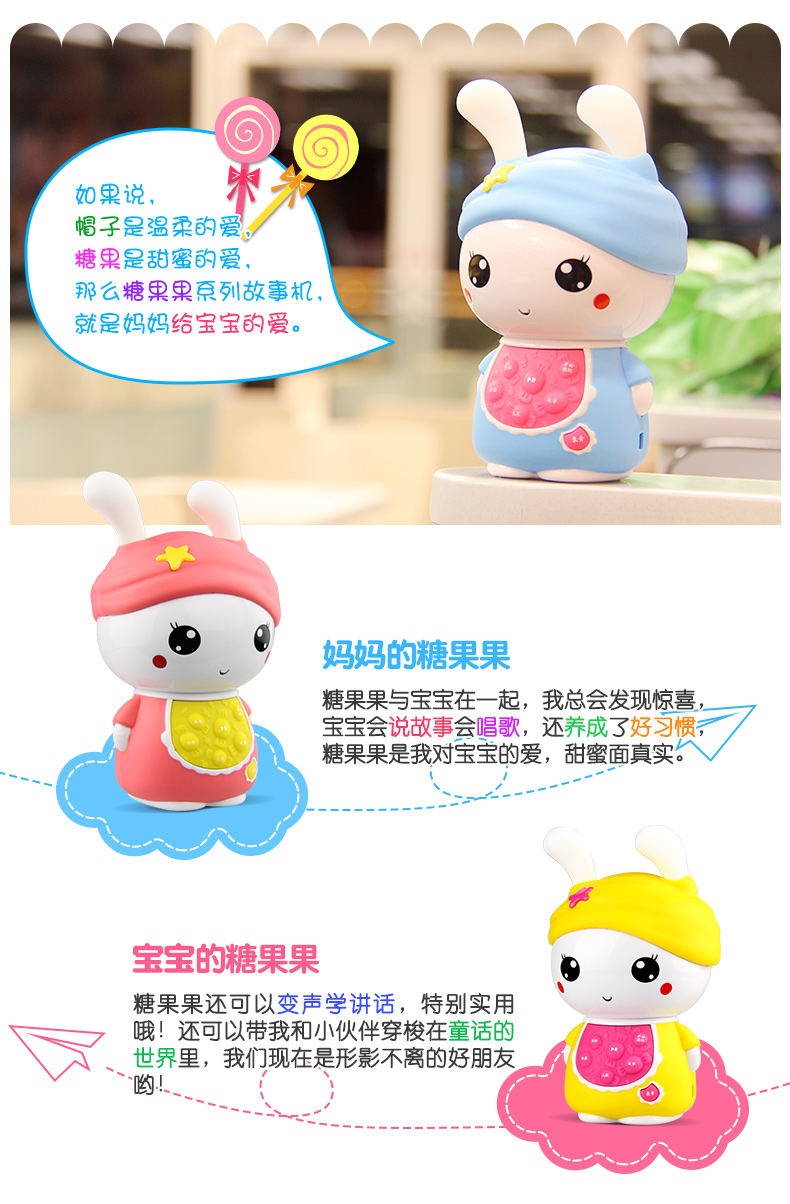 如果说，
帽子是温柔的爱，
糖果是甜蜜的爱，
那么糖果果系列故事机，
就是妈妈给宝宝的爱。
妈妈的糖果果
糖果果与宝宝在一起，我总会发现惊喜，
宝宝会说故事会唱歌，还养成了好习惯，
糖果果是我对宝宝的爱，甜蜜面真实。
宝宝的糖果果
糖果果还可以变声学讲话，特别实用
哦！还可以带我和小伙伴穿梭在童话的
世界里，我们现在是形影不离的好朋友
哟！